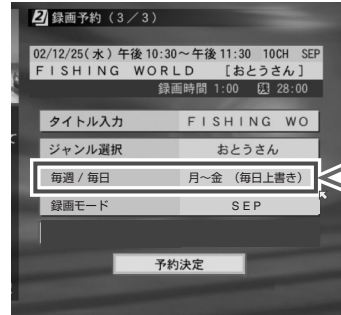 2 録画予約（3／3）
02/12/25(水)午後10:30～午後11:30 10CH SEP
FISHING WORLD [おとうさん]
録画時間 1:00 残 28:00
タイトル入力 FISHING WO
ジャンル選択 おとうさん
毎週 / 毎日 月～金 （毎日上書き）
録画モード SEP
予約決定